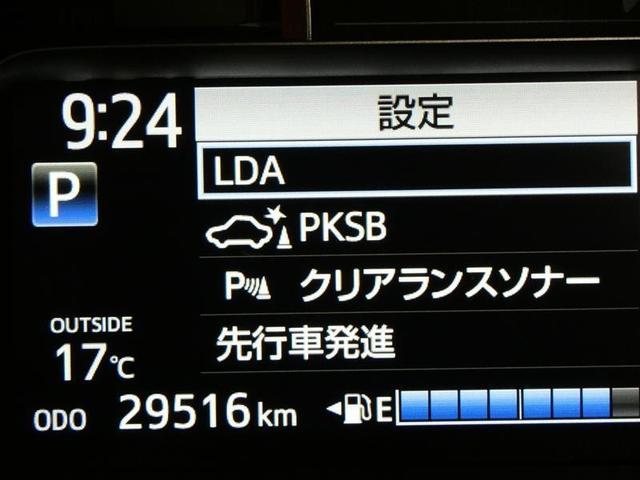 9:24
設定
LDA
P
PKSB
P クリアランスソナー
OUTSIDE
先行車発進
17℃
ODO 29516 km
E